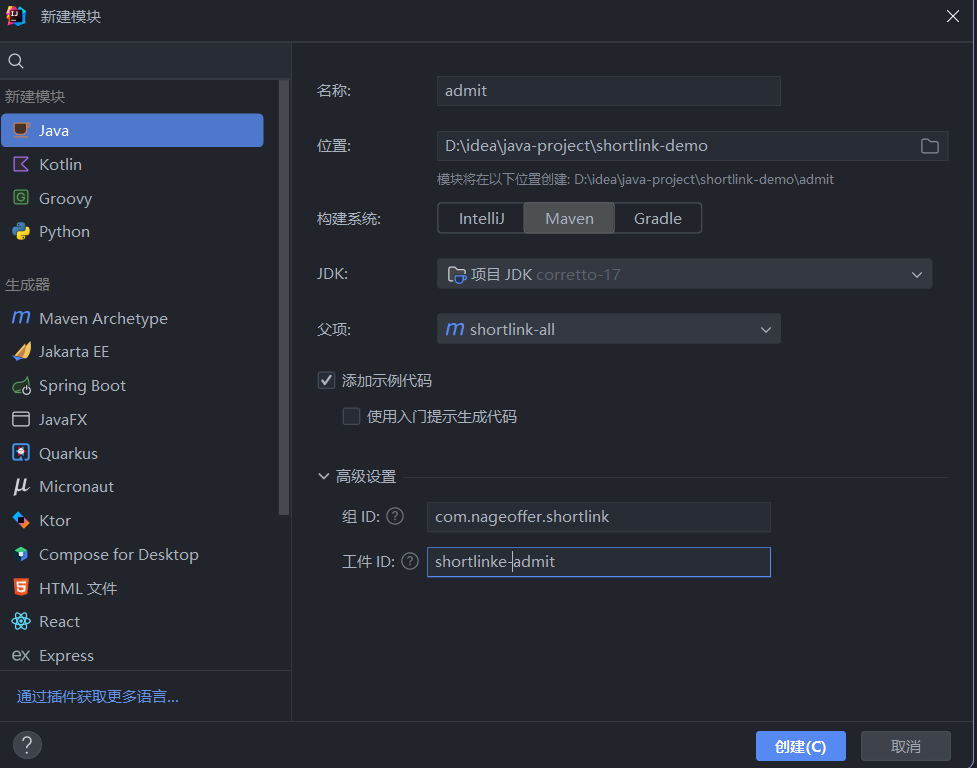 新建模块
新建模块
Java
Kotlin
Groovy
Python
生成器
Maven Archetype
Jakarta EE
Spring Boot
JavaFX
Quarkus
Micronaut
Ktor
Compose for Desktop
HTML 文件
React
ex Express
通过插件获取更多语言...
?
名称: admit
位置: D:\idea\java-project\shortlink-demo
模块将在以下位置创建: D:\idea\java-project\shortlink-demo\admit
构建系统: IntelliJ Maven Gradle
JDK: 项目 JDK corretto-17
父项: m shortlink-all
添加示例代码
使用入门提示生成代码
高级设置
组 ID: ? com.nageoffer.shortlink
工件 ID: ? shortlinke-admit
创建(C) 取消